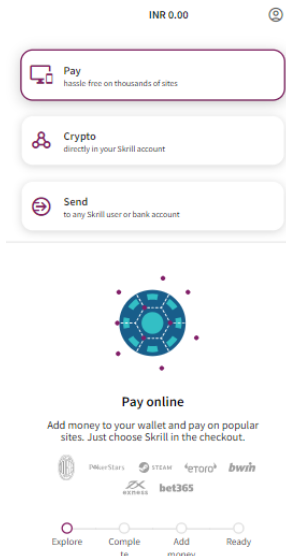 INR 0.00
Pay
hassle free on thousands of sites
Crypto
directly in your Skrill account
Send
to any Skrill user or bank account
Pay online
Add money to your wallet and pay on popular
sites. Just choose Skrill in the checkout.
PokerStars STEAM eToro bwin
exness bet365
Explore Comple Add Ready
te money